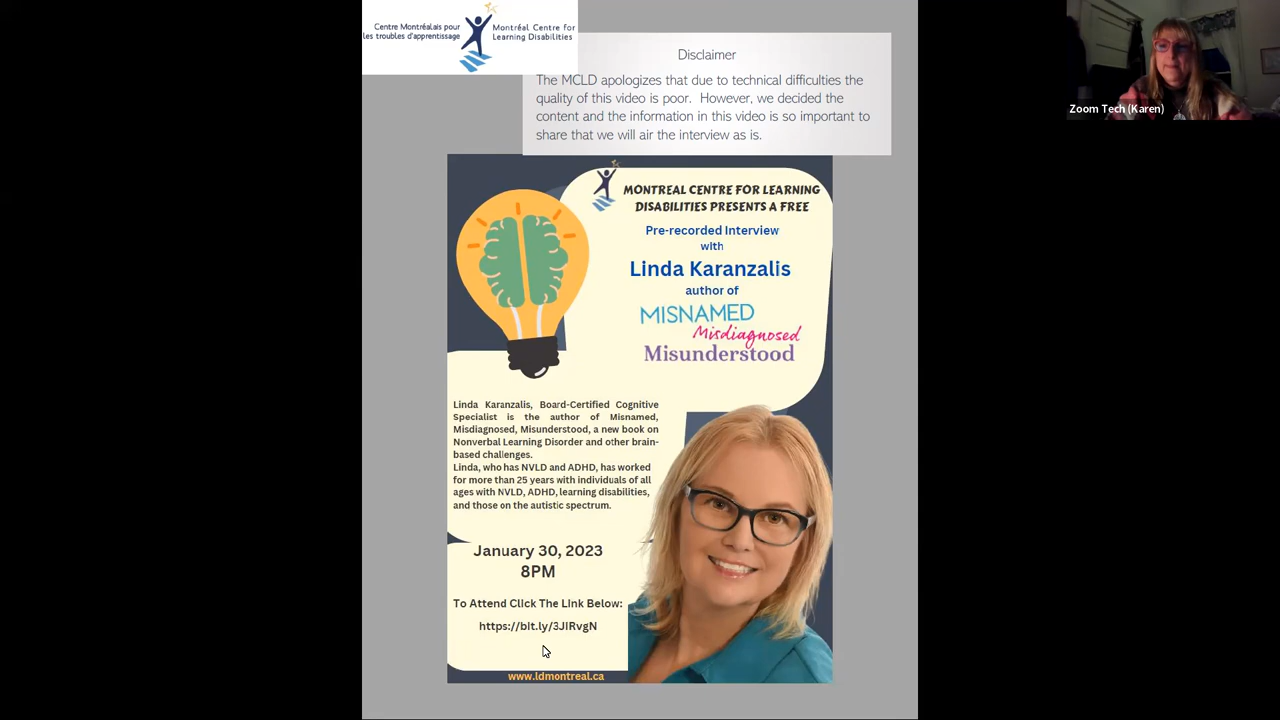 Centre Montréalais pour
les troubles d'apprentissage
Montréal Centre for
Learning Disabilities
Disclaimer
The MCLD apologizes that due to technical difficulties the
quality of this video is poor. However, we decided the
content and the information in this video is so important to
share that we will air the interview as is.
Zoom Tech (Karen)
MONTREAL CENTRE FOR LEARNING
DISABILITIES PRESENTS A FREE
Pre-recorded Interview
with
Linda Karanzalis
author of
MISNAMED
Misdiagnosed
Misunderstood
Linda Karanzalis, Board-Certified Cognitive
Specialist is the author of Misnamed,
Misdiagnosed, Misunderstood, a new book on
Nonverbal Learning Disorder and other brain-
based challenges.
Linda, who has NVLD and ADHD, has worked
for more than 25 years with individuals of all
ages with NVLD, ADHD, learning disabilities,
and those on the autistic spectrum.
January 30, 2023
8PM
To Attend Click The Link Below:
https://bit.ly/3JIRvgN
www.ldmontreal.ca